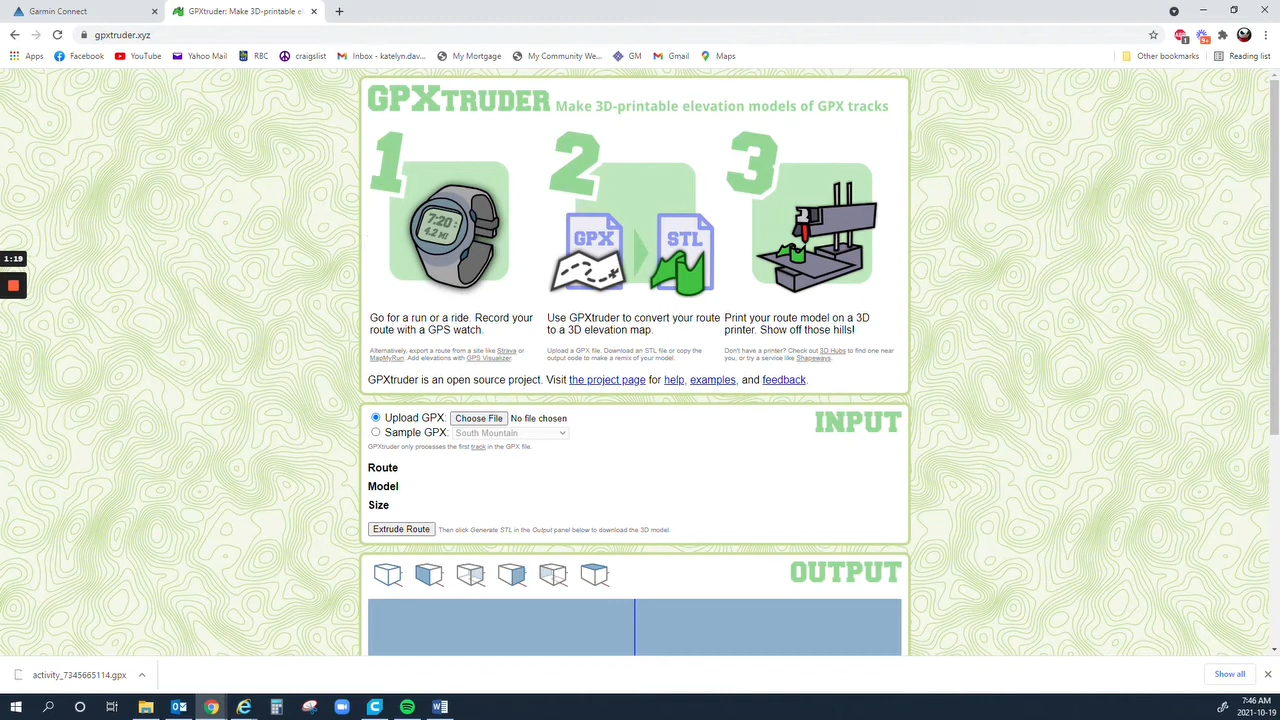 Garmin Connect
GPXtruder: Make 3D-printable el
gpxtruder.xyz
1
9+
Apps
Facebook
YouTube
Yahoo Mail
RBC
craigslist
Inbox - katelyn.dav...
My Mortgage
My Community We...
GM
Gmail
Maps
Other bookmarks
Reading list
GPXTRUDER Make 3D-printable elevation models of GPX tracks
1
2
3
7:20
4.2 MI
GPX
STL
Go for a run or a ride. Record your
route with a GPS watch.
Alternatively, export a route from a site like Strava or
MapMyRun. Add elevations with GPS Visualizer.
Use GPXtruder to convert your route
to a 3D elevation map.
Upload a GPX file. Download an STL file or copy the
output code to make a remix of your model.
Print your route model on a 3D
printer. Show off those hills!
Don't have a printer? Check out 3D Hubs to find one near
you, or try a service like Shapeways.
GPXtruder is an open source project. Visit the project page for help, examples, and feedback.
1:19
INPUT
Upload GPX: Choose File No file chosen
Sample GPX: South Mountain
GPXtruder only processes the first track in the GPX file.
Route
Model
Size
Extrude Route Then click Generate STL in the Output panel below to download the 3D model.
OUTPUT
activity_7345665114.gpx
Show all
7:46 AM
2021-10-19